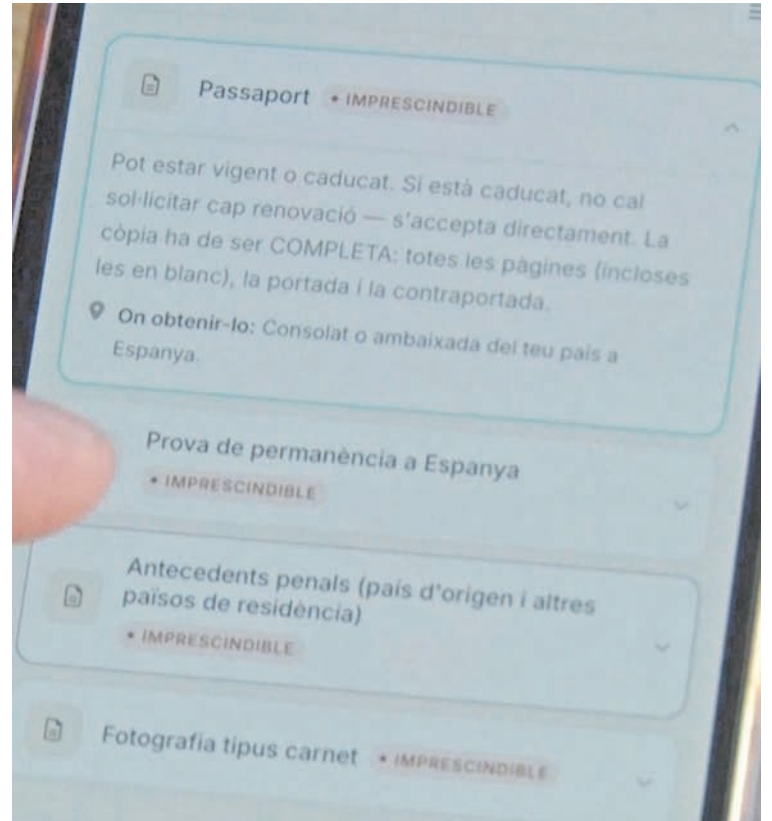 Passaport • IMPRESCINDIBLE
Pot estar vigent o caducat. Si està caducat, no cal
sol·licitar cap renovació — s'accepta directament. La
còpia ha de ser COMPLETA: totes les pàgines (incloses
les en blanc), la portada i la contraportada.
On obtenir-lo: Consolat o ambaixada del teu país a
Espanya.
Prova de permanència a Espanya
• IMPRESCINDIBLE
Antecedents penals (país d'origen i altres
països de residència)
• IMPRESCINDIBLE
Fotografia tipus carnet • IMPRESCINDIBLE